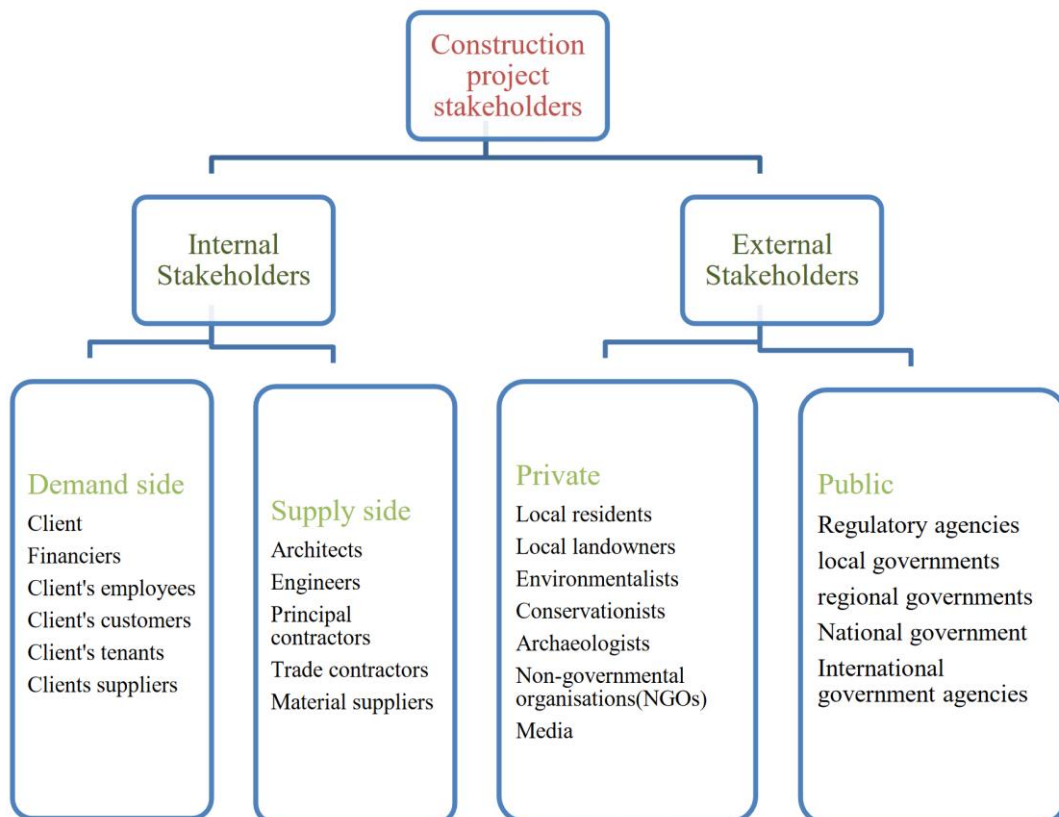 Construction
project
stakeholders
Internal
Stakeholders
External
Stakeholders
Demand side
Client
Financiers
Client's employees
Client's customers
Client's tenants
Clients suppliers
Supply side
Architects
Engineers
Principal
contractors
Trade contractors
Material suppliers
Private
Local residents
Local landowners
Environmentalists
Conservationists
Archaeologists
Non-governmental
organisations(NGOs)
Media
Public
Regulatory agencies
local governments
regional governments
National government
International
government agencies